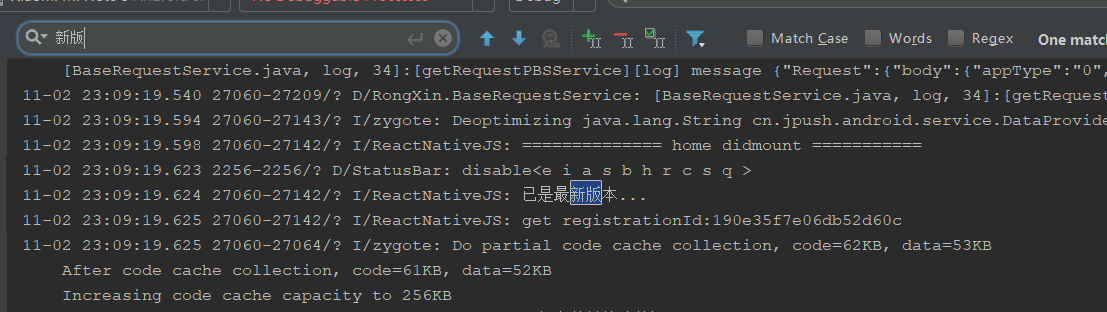 No Debuggable Processes
Debug
新版
Match Case
Words
Regex
One matc
[BaseRequestService.java, log, 34]:[getRequestPBSService][log] message {"Request":{"body":{"appType":"0",
11-02 23:09:19.540 27060-27209/? D/RongXin.BaseRequestService: [BaseRequestService.java, log, 34]:[getRequest
11-02 23:09:19.594 27060-27143/? I/zygote: Deoptimizing java.lang.String cn.jpush.android.service.DataProvide
11-02 23:09:19.598 27060-27142/? I/ReactNativeJS: ============== home didmount ===========
11-02 23:09:19.623 2256-2256/? D/StatusBar: disable<e i a s b h r c s q >
11-02 23:09:19.624 27060-27142/? I/ReactNativeJS: 已是最新版本...
11-02 23:09:19.625 27060-27142/? I/ReactNativeJS: get registrationId:190e35f7e06db52d60c
11-02 23:09:19.625 27060-27064/? I/zygote: Do partial code cache collection, code=62KB, data=53KB
After code cache collection, code=61KB, data=52KB
Increasing code cache capacity to 256KB